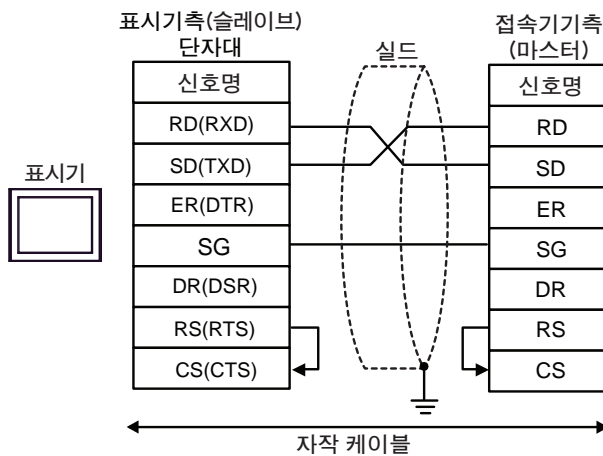 표시기측(슬레이브)
단자대
실드
접속기기측
(마스터)
신호명
신호명
RD(RXD)
RD
SD(TXD)
SD
표시기
ER(DTR)
ER
SG
SG
DR(DSR)
DR
RS(RTS)
RS
CS(CTS)
CS
자작 케이블